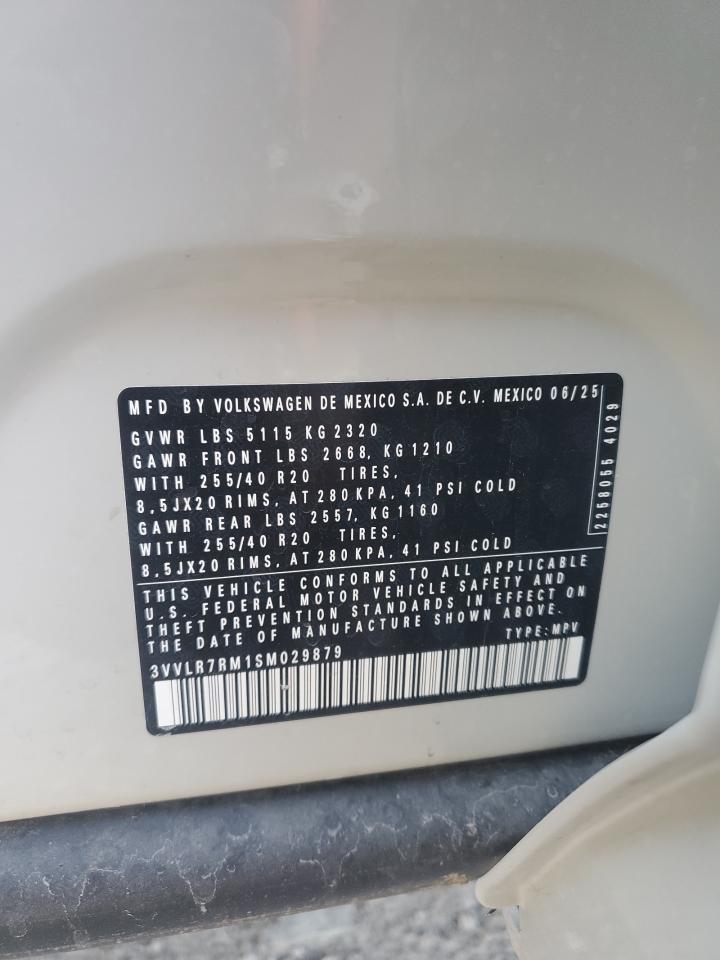 MFD BY VOLKSWAGEN DE MEXICO S.A. DE C.V. MEXICO 06/25
GVWR LBS 5115 KG 2320
GAWR FRONT LBS 2668, KG 1210
WITH 255/40 R20 TIRES,
8,5JX20 RIMS, AT 280 KPA, 41 PSI COLD
GAWR REAR LBS 2557, KG 1160
WITH 255/40 R20 TIRES,
8,5JX20 RIMS, AT 280 KPA, 41 PSI COLD
2258055 4029
THIS VEHICLE CONFORMS TO ALL APPLICABLE
U.S. FEDERAL MOTOR VEHICLE SAFETY AND
THEFT PREVENTION STANDARDS IN EFFECT ON
THE DATE OF MANUFACTURE SHOWN ABOVE.
3VVLR7RM1SM029879 TYPE: MPV